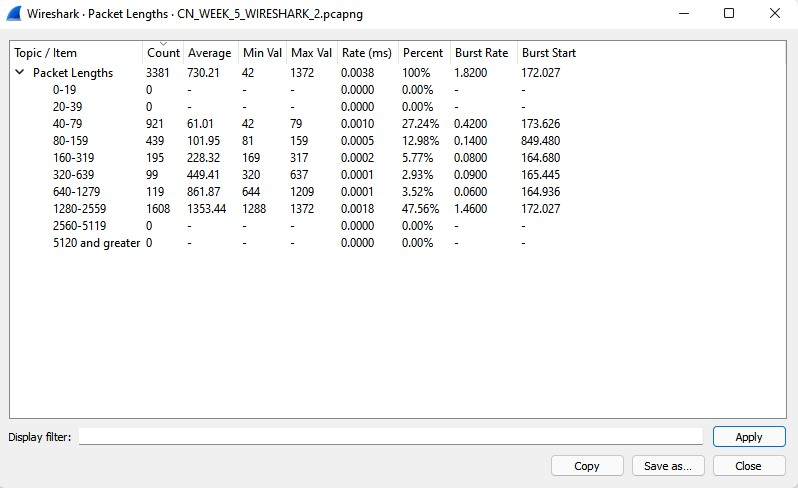 Wireshark · Packet Lengths · CN_WEEK_5_WIRESHARK_2.pcapng
Topic / Item Count Average Min Val Max Val Rate (ms) Percent Burst Rate Burst Start
Packet Lengths 3381 730.21 42 1372 0.0038 100% 1.8200 172.027
0-19 0 - - - 0.0000 0.00% - -
20-39 0 - - - 0.0000 0.00% - -
40-79 921 61.01 42 79 0.0010 27.24% 0.4200 173.626
80-159 439 101.95 81 159 0.0005 12.98% 0.1400 849.480
160-319 195 228.32 169 317 0.0002 5.77% 0.0800 164.680
320-639 99 449.41 320 637 0.0001 2.93% 0.0900 165.445
640-1279 119 861.87 644 1209 0.0001 3.52% 0.0600 164.936
1280-2559 1608 1353.44 1288 1372 0.0018 47.56% 1.4600 172.027
2560-5119 0 - - - 0.0000 0.00% - -
5120 and greater 0 - - - 0.0000 0.00% - -
Display filter: Apply
Copy Save as... Close